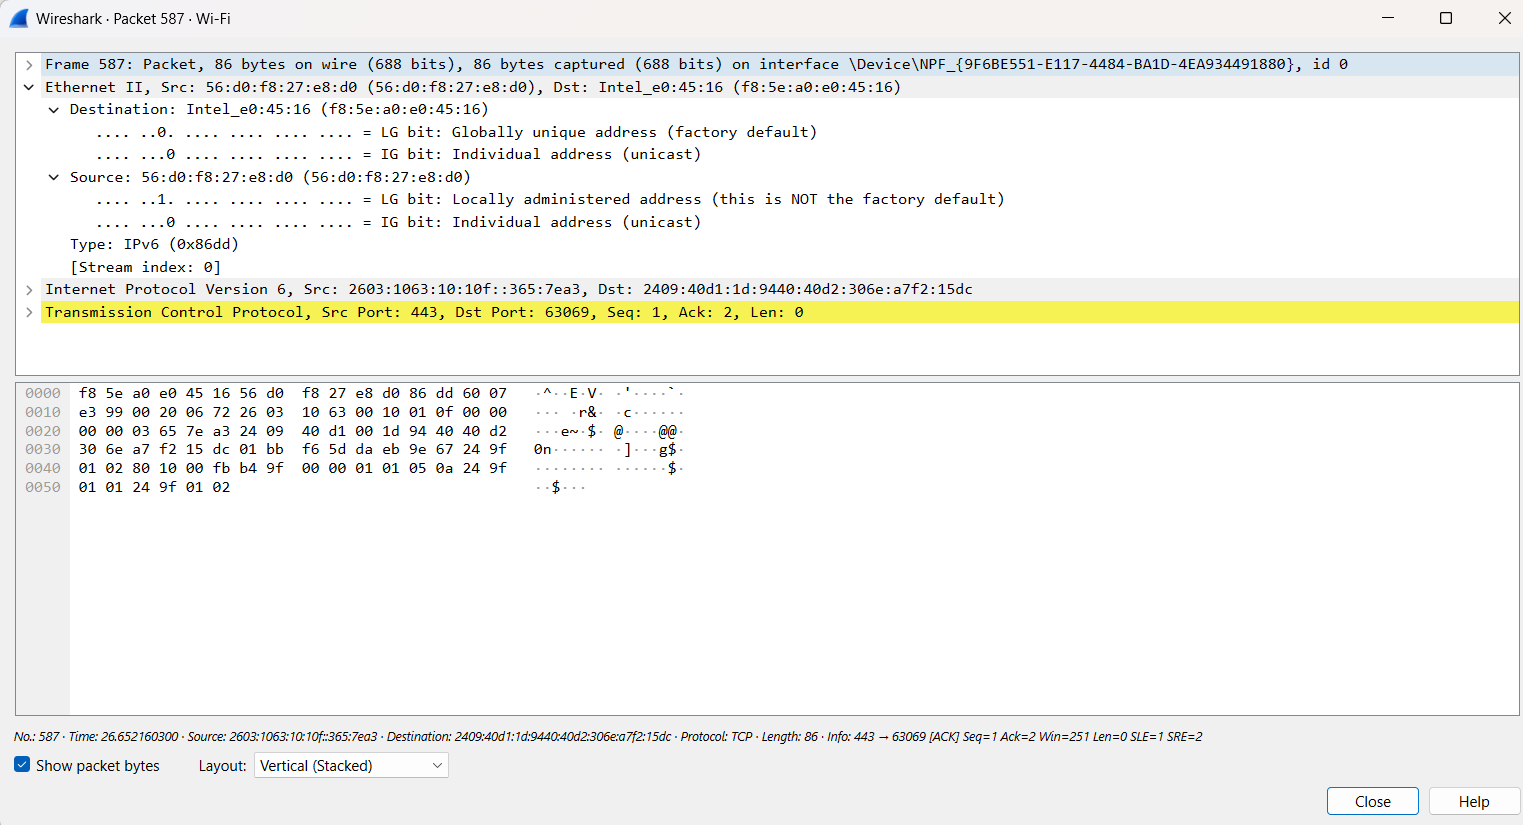 Wireshark · Packet 587 · Wi-Fi
Frame 587: Packet, 86 bytes on wire (688 bits), 86 bytes captured (688 bits) on interface \Device\NPF_{9F6BE551-E117-4484-BA1D-4EA934491880}, id 0
Ethernet II, Src: 56:d0:f8:27:e8:d0 (56:d0:f8:27:e8:d0), Dst: Intel_e0:45:16 (f8:5e:a0:e0:45:16)
Destination: Intel_e0:45:16 (f8:5e:a0:e0:45:16)
.... ..0. .... .... .... .... = LG bit: Globally unique address (factory default)
.... ...0 .... .... .... .... = IG bit: Individual address (unicast)
Source: 56:d0:f8:27:e8:d0 (56:d0:f8:27:e8:d0)
.... ..1. .... .... .... .... = LG bit: Locally administered address (this is NOT the factory default)
.... ...0 .... .... .... .... = IG bit: Individual address (unicast)
Type: IPv6 (0x86dd)
[Stream index: 0]
Internet Protocol Version 6, Src: 2603:1063:10:10f::365:7ea3, Dst: 2409:40d1:1d:9440:40d2:306e:a7f2:15dc
Transmission Control Protocol, Src Port: 443, Dst Port: 63069, Seq: 1, Ack: 2, Len: 0
0000 f8 5e a0 e0 45 16 56 d0 f8 27 e8 d0 86 dd 60 07 ·^··E·V· ·'····`·
0010 e3 99 00 20 06 72 26 03 10 63 00 10 01 0f 00 00 ··· ·r&· ·c······
0020 00 00 03 65 7e a3 24 09 40 d1 00 1d 94 40 40 d2 ···e~·$· @····@@·
0030 30 6e a7 f2 15 dc 01 bb f6 5d da eb 9e 67 24 9f 0n······ ·]···g$·
0040 01 02 80 10 00 fb b4 9f 00 00 01 01 05 0a 24 9f ········ ······$·
0050 01 01 24 9f 01 02 ··$···
No.: 587 · Time: 26.652160300 · Source: 2603:1063:10:10f::365:7ea3 · Destination: 2409:40d1:1d:9440:40d2:306e:a7f2:15dc · Protocol: TCP · Length: 86 · Info: 443 → 63069 [ACK] Seq=1 Ack=2 Win=251 Len=0 SLE=1 SRE=2
Show packet bytes Layout: Vertical (Stacked)
Close Help